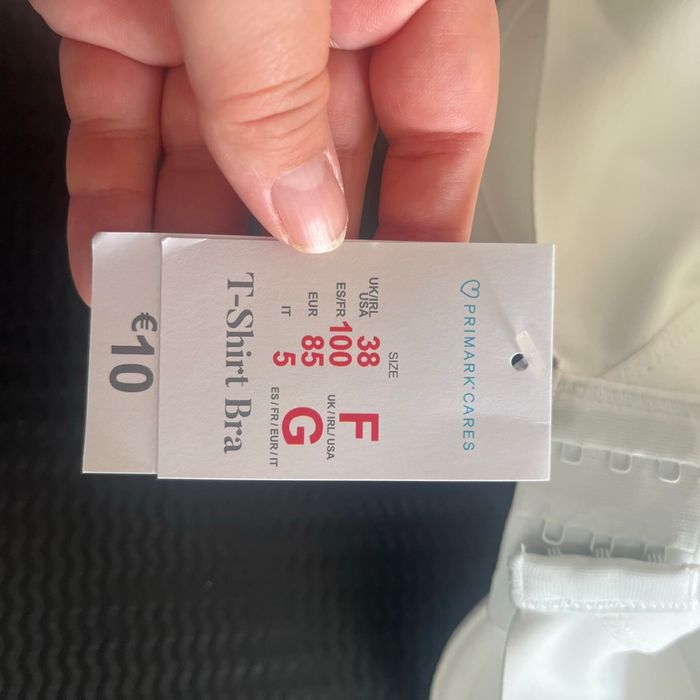 PRIMARK® CARES
SIZE
UK/IRL USA 38 F UK / IRL/ USA
ES/FR 100
EUR 85 G ES / FR / EUR / IT
IT 5
T-Shirt Bra
€10